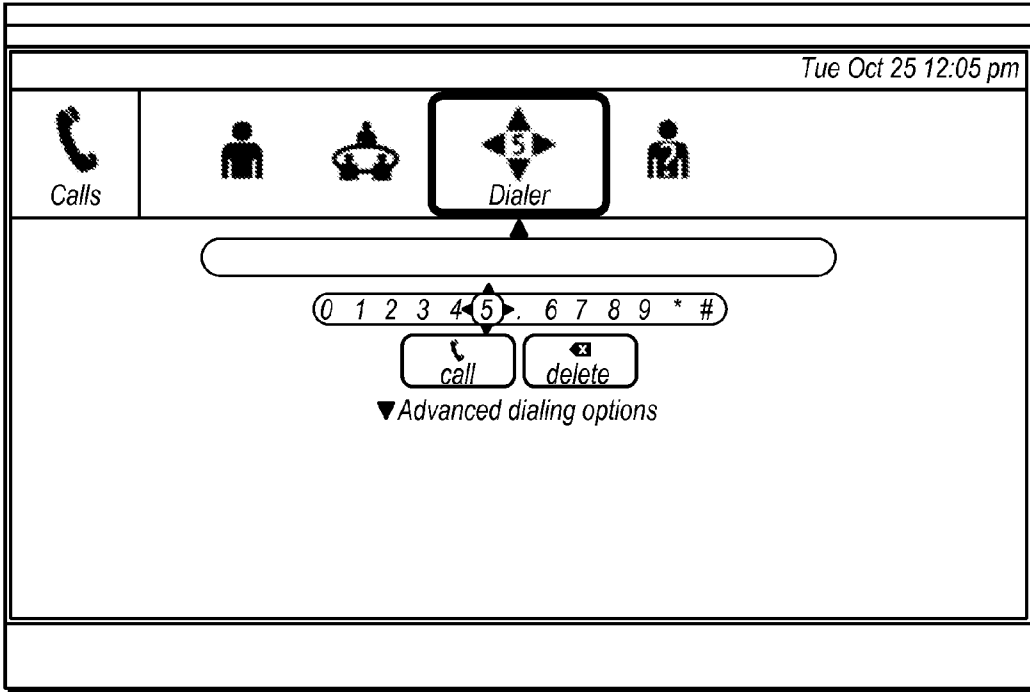 Tue Oct 25 12:05 pm
Calls
5
Dialer
0 1 2 3 4 5 . 6 7 8 9 * #
call
delete
▼Advanced dialing options